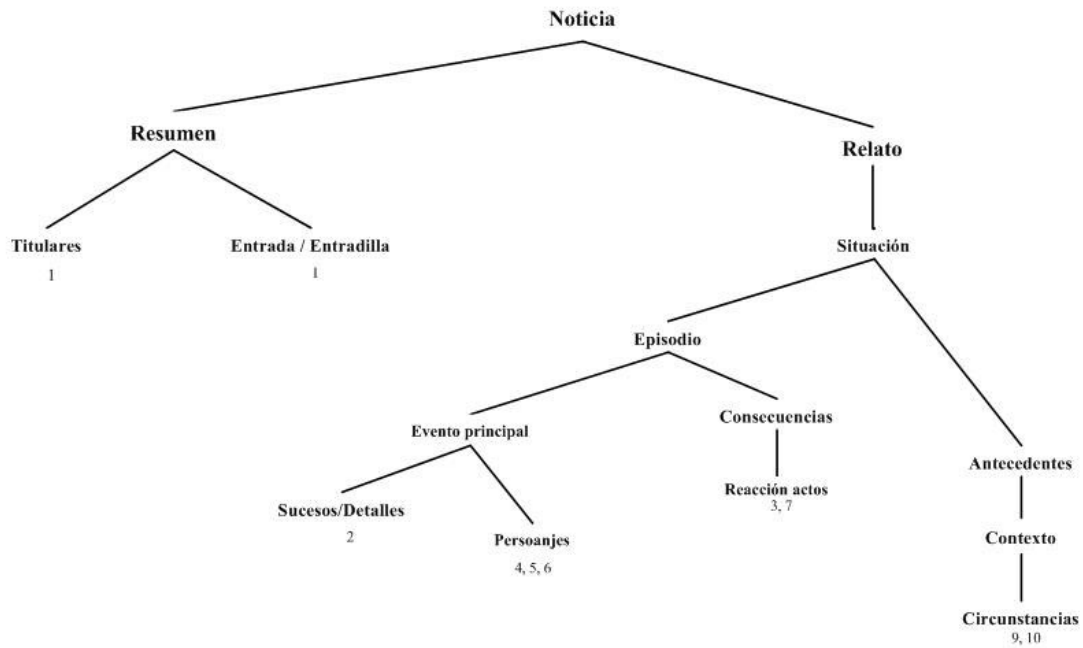 Noticia
Resumen
Relato
Titulares
1
Entrada / Entradilla
1
Situación
Episodio
Evento principal
Consecuencias
Sucesos/Detalles
2
Persoanjes
4, 5, 6
Reacción actos
3, 7
Antecedentes
Contexto
Circunstancias
9, 10